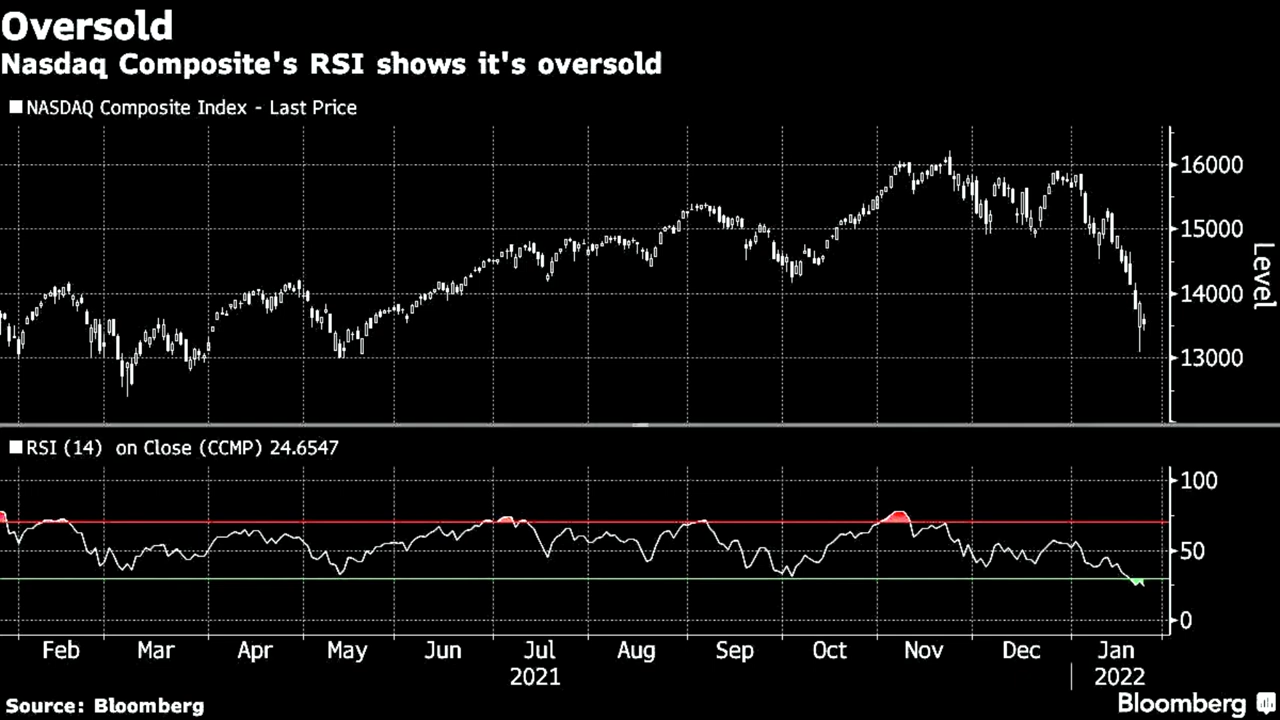 Oversold
Nasdaq Composite's RSI shows it's oversold
NASDAQ Composite Index - Last Price
16000
15000
14000
13000
Level
RSI (14) on Close (CCMP) 24.6547
100
50
0
Feb Mar Apr May Jun Jul Aug Sep Oct Nov Dec Jan
2021 2022
Source: Bloomberg
Bloomberg